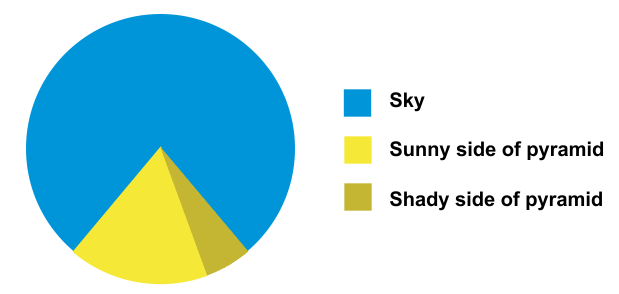 Sky
Sunny side of pyramid
Shady side of pyramid